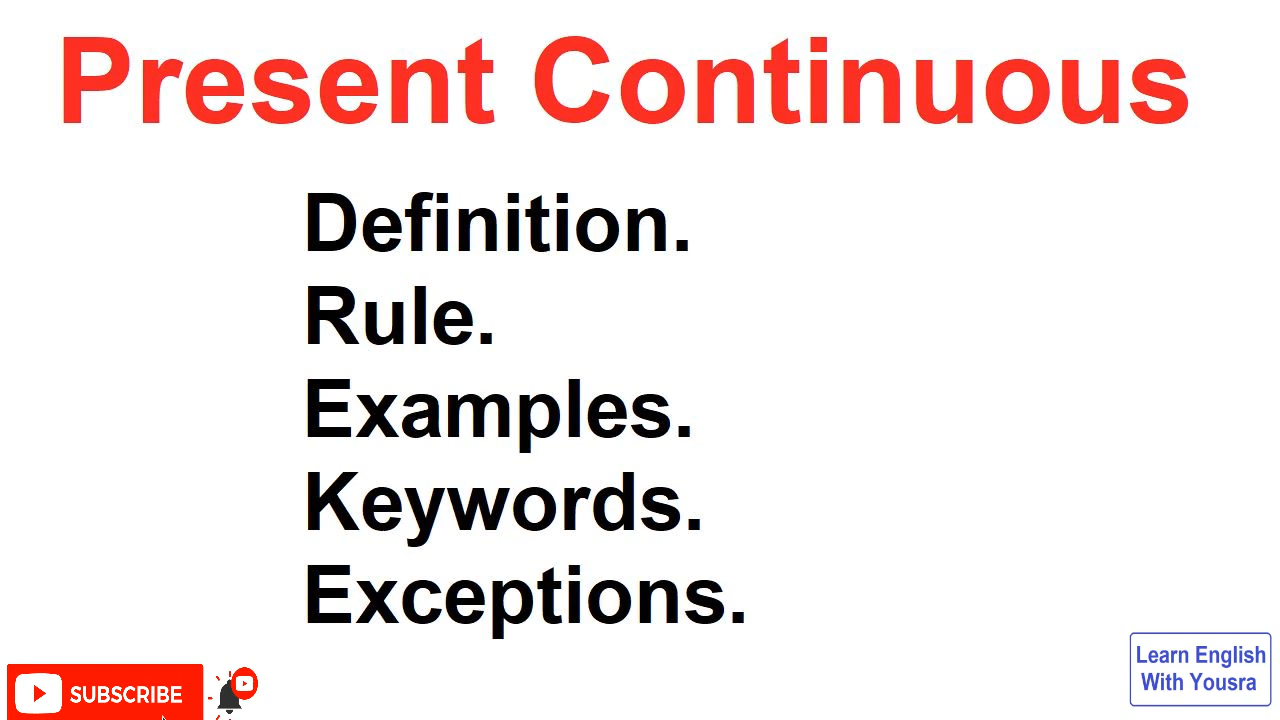 Present Continuous
Definition.
Rule.
Examples.
Keywords.
Exceptions.
SUBSCRIBE
Learn English
With Yousra